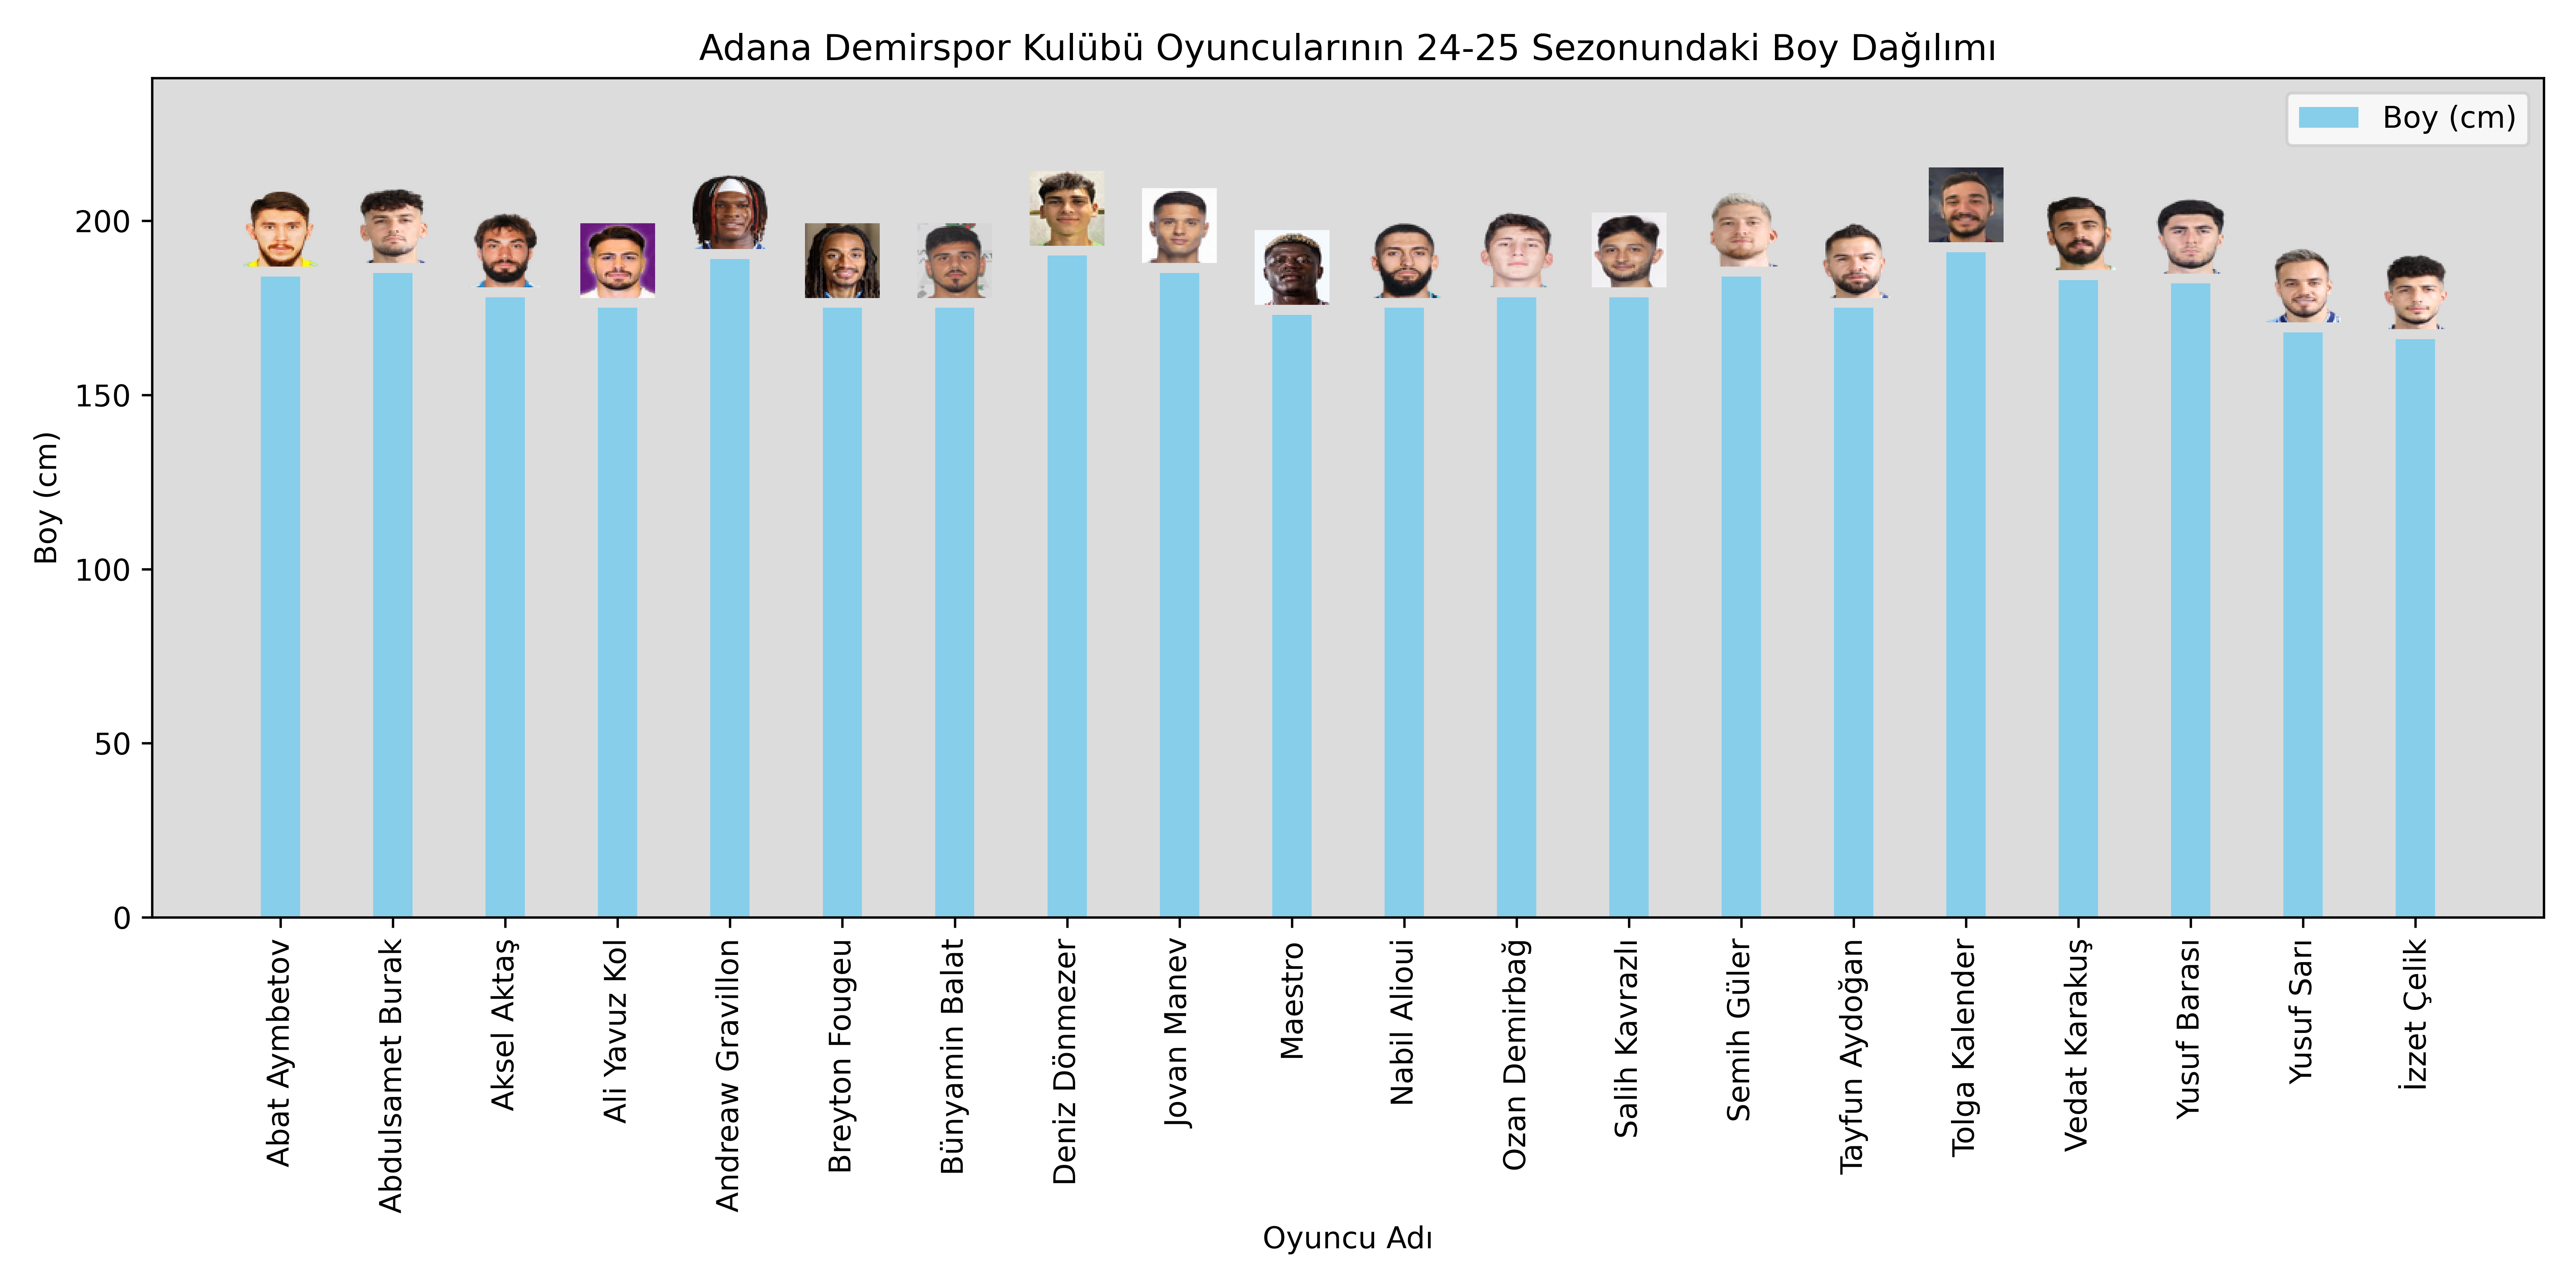 Adana Demirspor Kulübü Oyuncularının 24-25 Sezonundaki Boy Dağılımı
Boy (cm)
200
150
100
50
0
Boy (cm)
Abat Aymbetov
Abdulsamet Burak
Aksel Aktaş
Ali Yavuz Kol
Andreaw Gravillon
Breyton Fougeu
Bünyamin Balat
Deniz Dönmezer
Jovan Manev
Maestro
Nabil Alioui
Ozan Demirbağ
Salih Kavrazlı
Semih Güler
Tayfun Aydoğan
Tolga Kalender
Vedat Karakuş
Yusuf Barası
Yusuf Sarı
İzzet Çelik
Oyuncu Adı